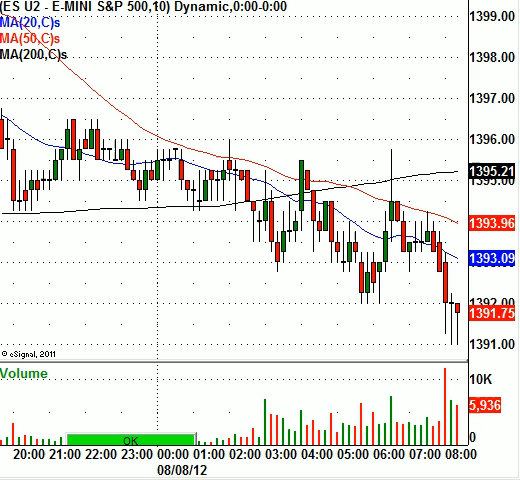 (ES U2 - E-MINI S&P 500,10) Dynamic,0:00-0:00
MA(20,C)s
MA(50,C)s
MA(200,C)s
1399.00
1398.00
1397.00
1396.00
1395.21
1395.00
1393.96
1393.09
1392.00
1391.75
1391.00
© eSignal, 2011
Volume
10K
5,936
0
OK
20:00 21:00 22:00 23:00 00:00 01:00 02:00 03:00 04:00 05:00 06:00 07:00 08:00
08/08/12